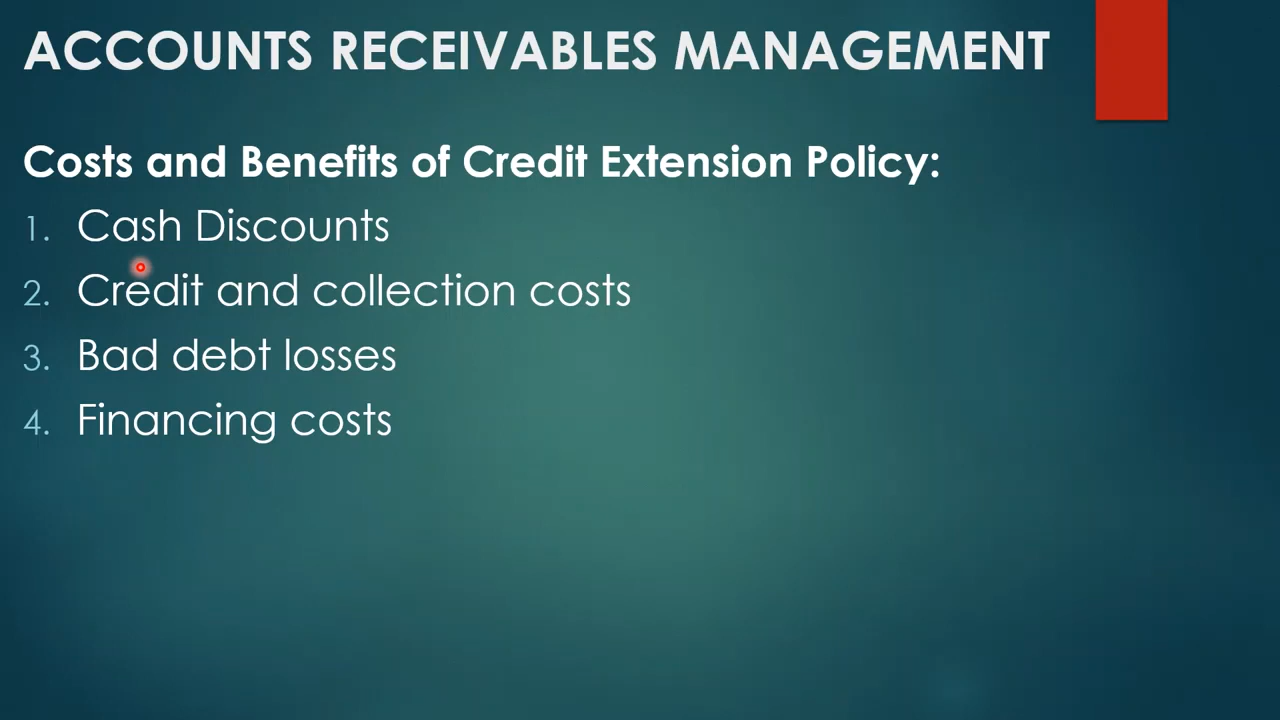 ACCOUNTS RECEIVABLES MANAGEMENT
Costs and Benefits of Credit Extension Policy:
1. Cash Discounts
2. Credit and collection costs
3. Bad debt losses
4. Financing costs